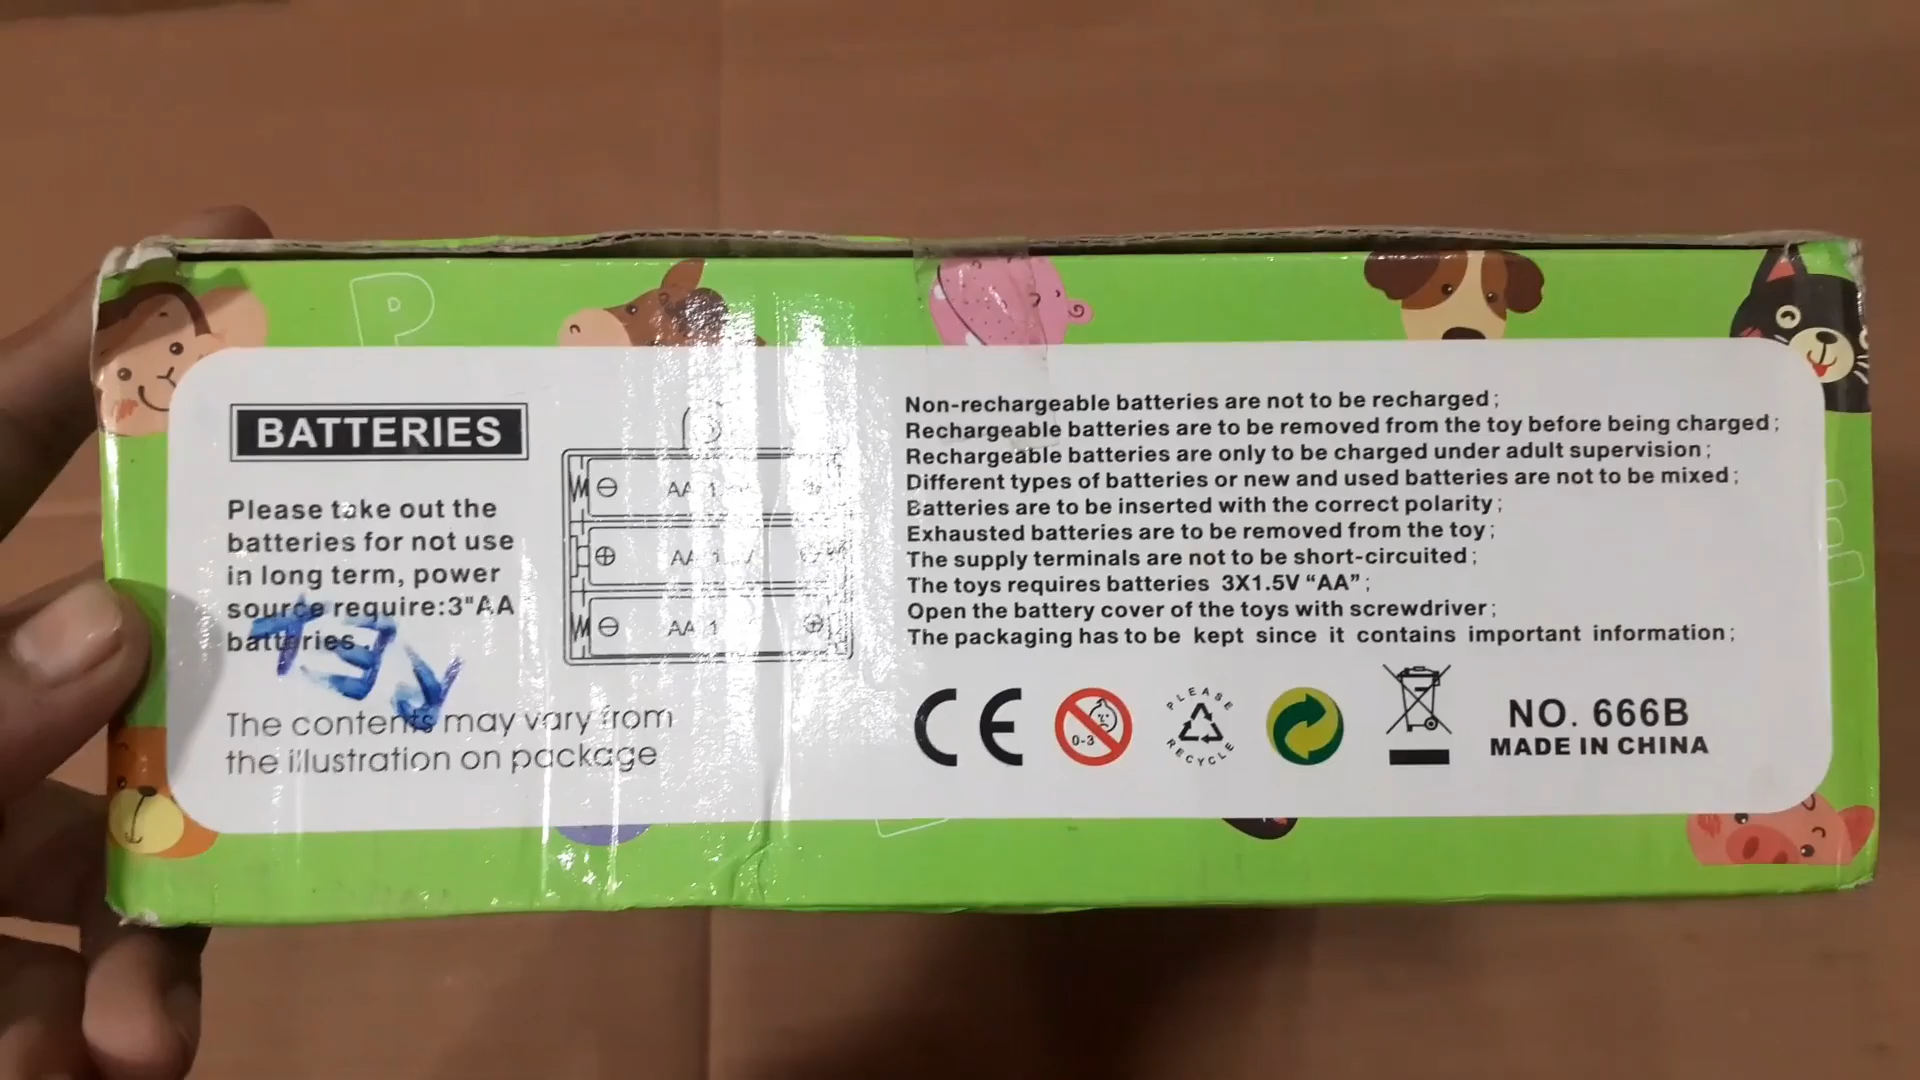 P
BATTERIES
Please take out the
batteries for not use
in long term, power
source require:3"AA
batteries.
AA 1
AA 1
AA 1
The contents may vary from
the illustration on package
Non-rechargeable batteries are not to be recharged;
Rechargeable batteries are to be removed from the toy before being charged;
Rechargeable batteries are only to be charged under adult supervision;
Different types of batteries or new and used batteries are not to be mixed;
Batteries are to be inserted with the correct polarity;
Exhausted batteries are to be removed from the toy;
The supply terminals are not to be short-circuited;
The toys requires batteries 3X1.5V “AA”;
Open the battery cover of the toys with screwdriver;
The packaging has to be kept since it contains important information;
CE
0-3
PLEASE
RECYCLE
NO. 666B
MADE IN CHINA